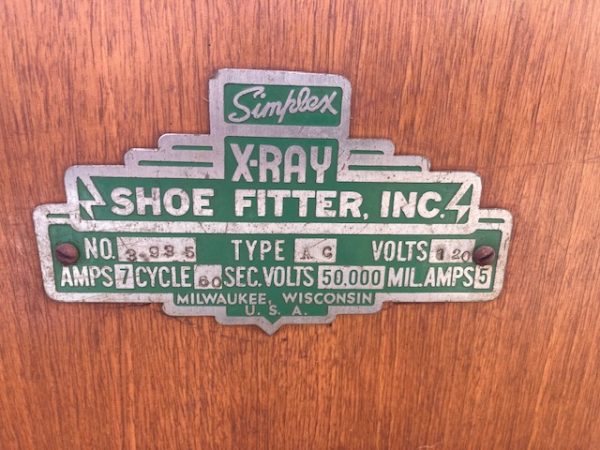 Simplex
X-RAY
SHOE FITTER, INC.
NO. 3935 TYPE AC VOLTS 120
AMPS 7 CYCLE 60 SEC. VOLTS 50,000 MIL. AMPS 5
MILWAUKEE, WISCONSIN
U. S. A.